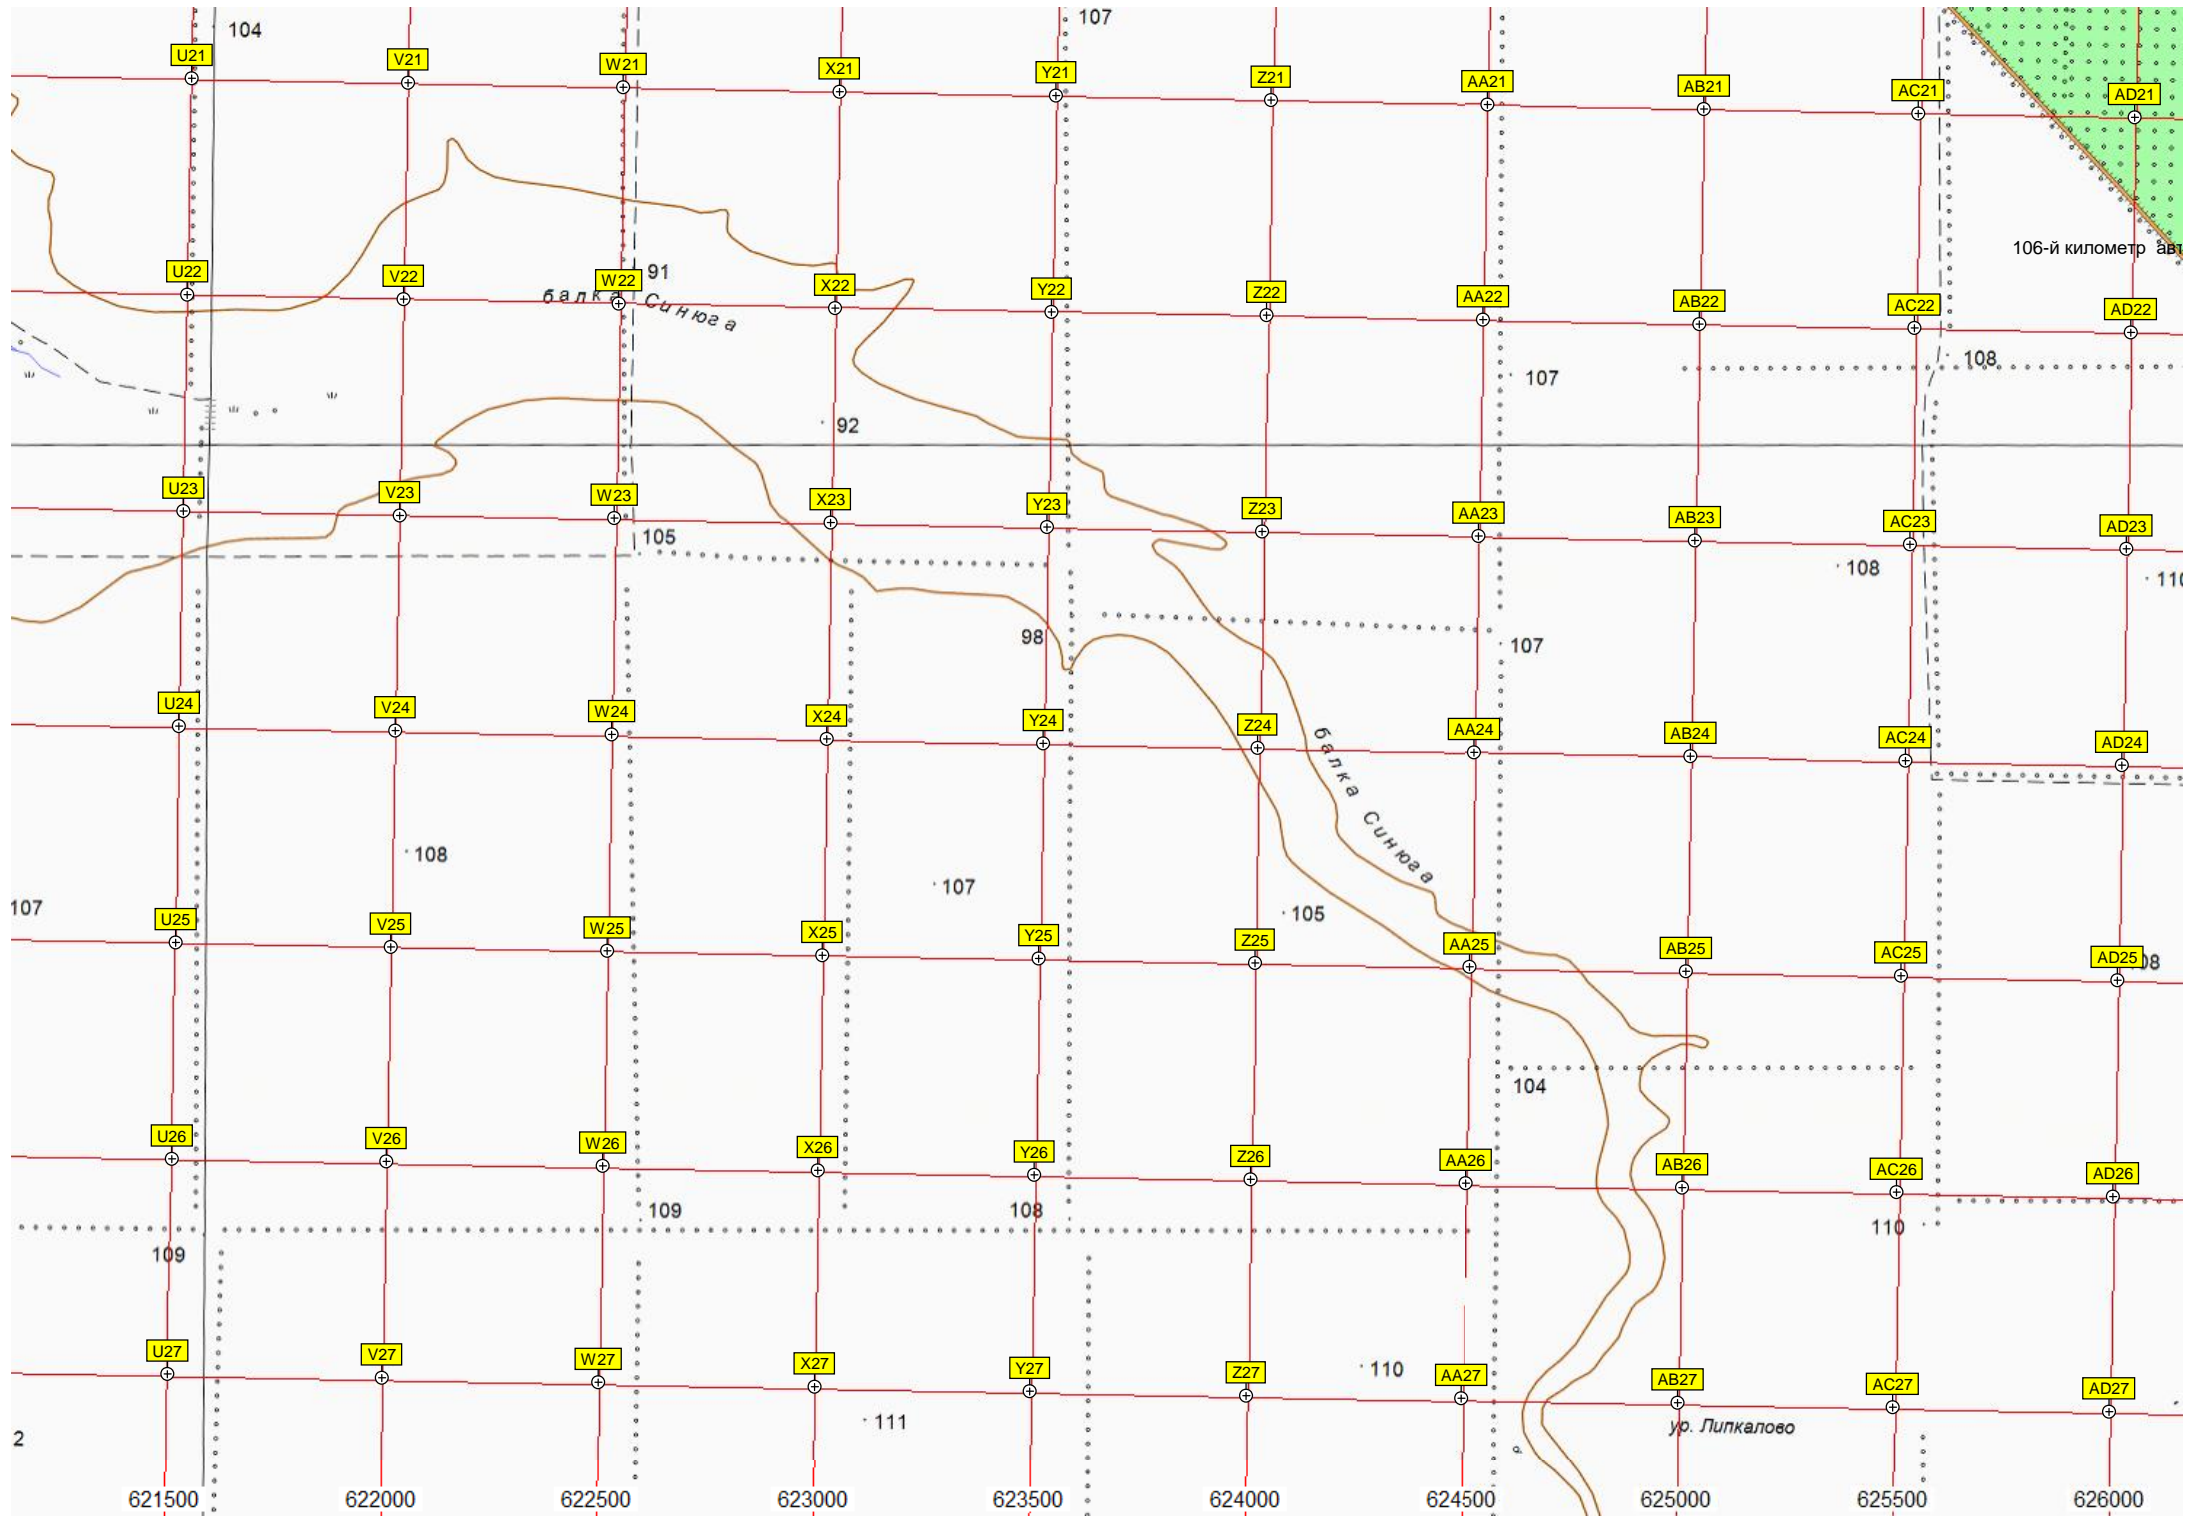 104
107
U21
V21
W21
X21
Y21
Z21
AA21
AB21
AC21
AD21
106-й километр авт
U22
V22
W22
91
X22
Y22
Z22
AA22
AB22
AC22
AD22
балка Синюга
108
107
92
U23
V23
W23
X23
Y23
Z23
AA23
AB23
AC23
AD23
105
108
110
98
107
U24
V24
W24
X24
Y24
Z24
AA24
AB24
AC24
AD24
балка Синюга
108
107
105
107
U25
V25
W25
X25
Y25
Z25
AA25
AB25
AC25
AD25
08
104
U26
V26
W26
X26
Y26
Z26
AA26
AB26
AC26
AD26
109
108
110
109
U27
V27
W27
X27
Y27
Z27
110
AA27
AB27
AC27
AD27
111
ур. Липкалово
2
621500 622000 622500 623000 623500 624000 624500 625000 625500 626000